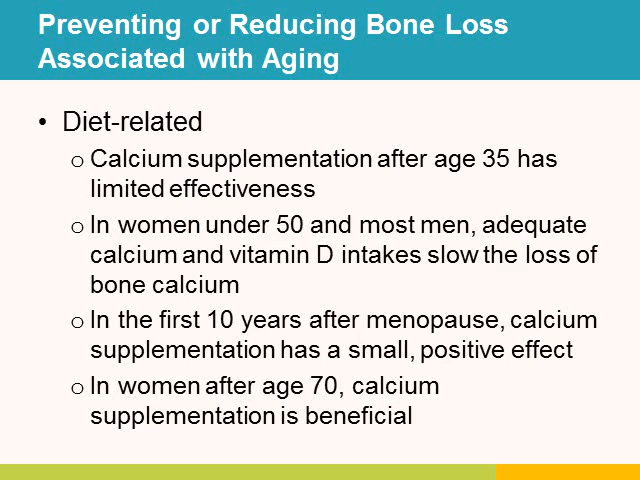 Preventing or Reducing Bone Loss
Associated with Aging
• Diet-related
o Calcium supplementation after age 35 has
limited effectiveness
o In women under 50 and most men, adequate
calcium and vitamin D intakes slow the loss of
bone calcium
o In the first 10 years after menopause, calcium
supplementation has a small, positive effect
o In women after age 70, calcium
supplementation is beneficial